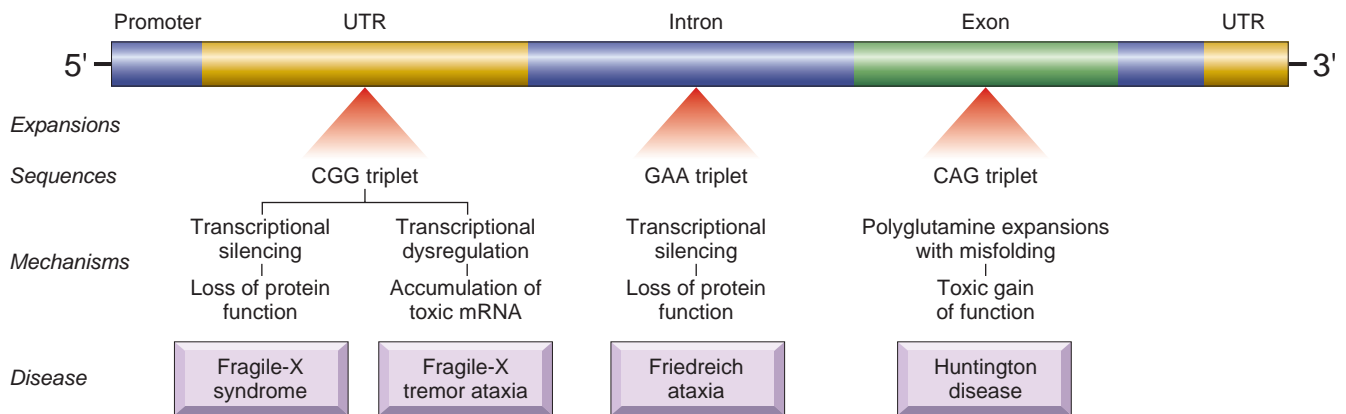 Promoter UTR Intron Exon UTR
5' 3'
Expansions
Sequences CGG triplet GAA triplet CAG triplet
Mechanisms
Transcriptional
silencing
Loss of protein
function
Transcriptional
dysregulation
Accumulation of
toxic mRNA
Transcriptional
silencing
Loss of protein
function
Polyglutamine expansions
with misfolding
Toxic gain
of function
Disease
Fragile-X
syndrome
Fragile-X
tremor ataxia
Friedreich
ataxia
Huntington
disease